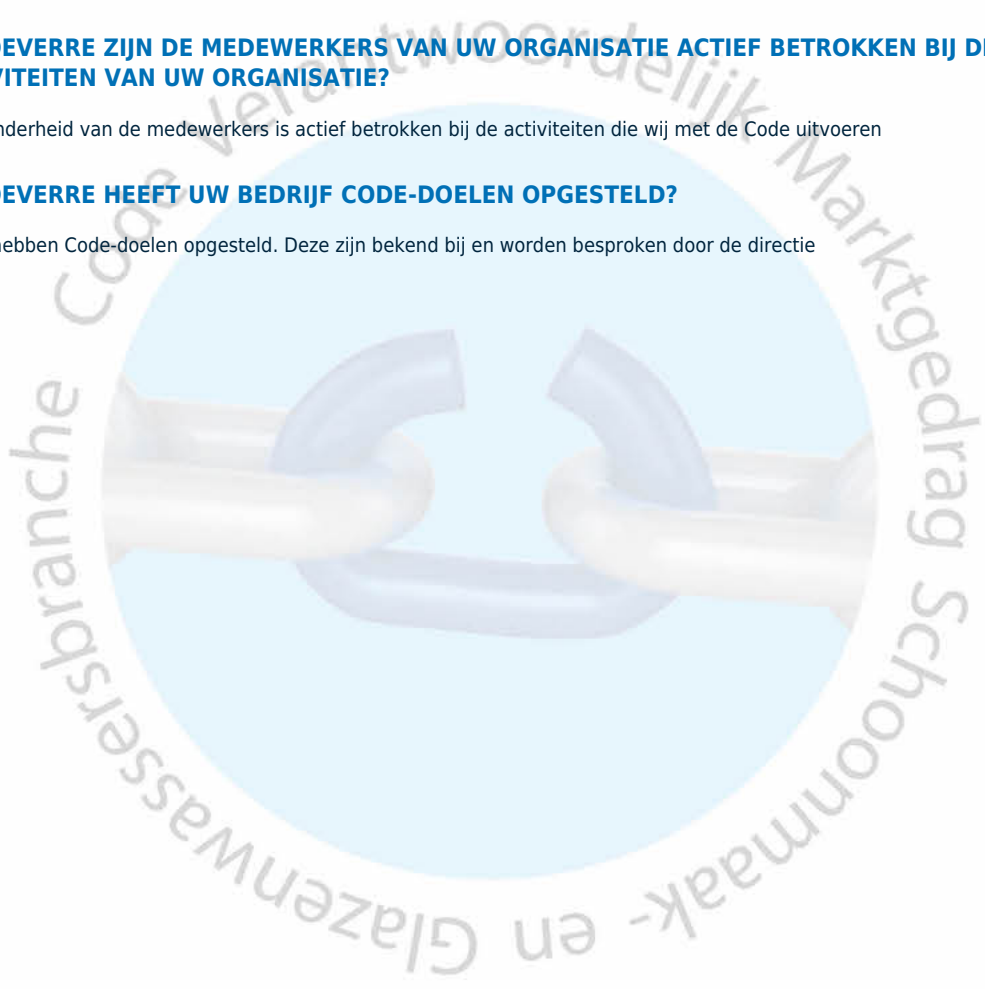 EVERRE ZIJN DE MEDEWERKERS VAN UW ORGANISATIE ACTIEF BETROKKEN BIJ D
VITEITEN VAN UW ORGANISATIE?
nderheid van de medewerkers is actief betrokken bij de activiteiten die wij met de Code uitvoeren
EVERRE HEEFT UW BEDRIJF CODE-DOELEN OPGESTELD?
hebben Code-doelen opgesteld. Deze zijn bekend bij en worden besproken door de directie
Code Verantwoordelijk Marktgedrag Schoonmaak- en Glazenwassersbranche